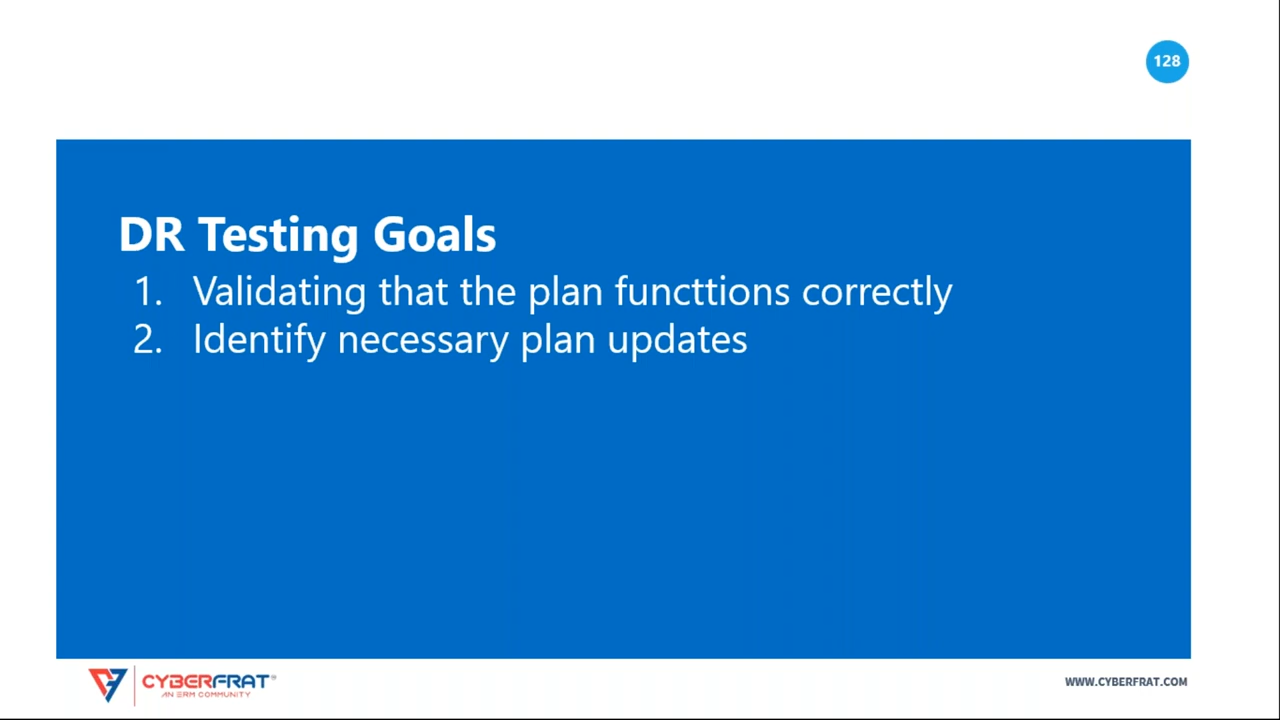 128
DR Testing Goals
1. Validating that the plan functtions correctly
2. Identify necessary plan updates
CYBERFRAT®
AN ERM COMMUNITY
WWW.CYBERFRAT.COM